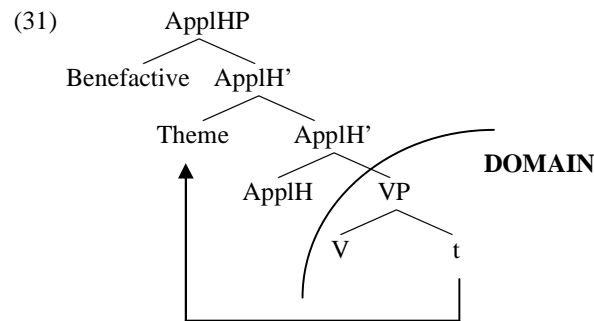 (31) ApplHP
Benefactive ApplH’
Theme ApplH’
DOMAIN
ApplH VP
V t